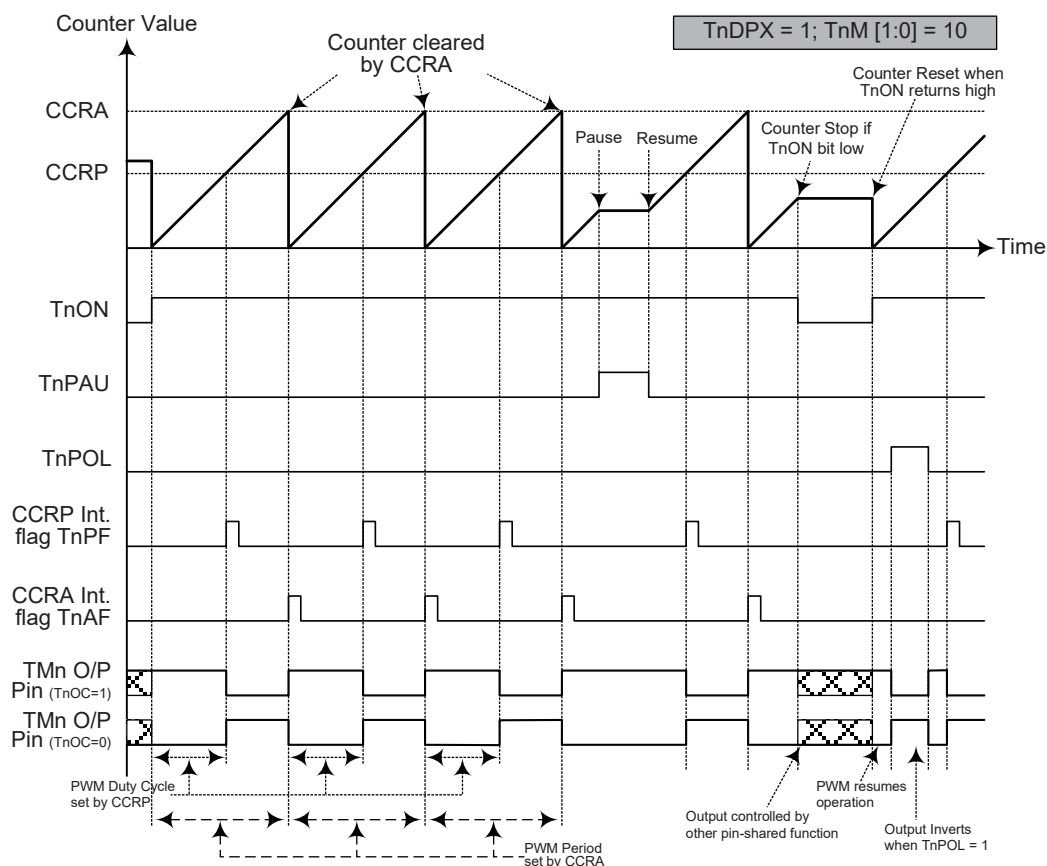 Counter Value
TnDPX = 1; TnM [1:0] = 10
Counter cleared
by CCRA
Counter Reset when
TnON returns high
CCRA
Pause
Resume
Counter Stop if
TnON bit low
CCRP
Time
TnON
TnPAU
TnPOL
CCRP Int.
flag TnPF
CCRA Int.
flag TnAF
TMn O/P
Pin (TnOC=1)
TMn O/P
Pin (TnOC=0)
PWM Duty Cycle
set by CCRP
PWM resumes
operation
Output controlled by
other pin-shared function
Output Inverts
when TnPOL = 1
PWM Period
set by CCRA